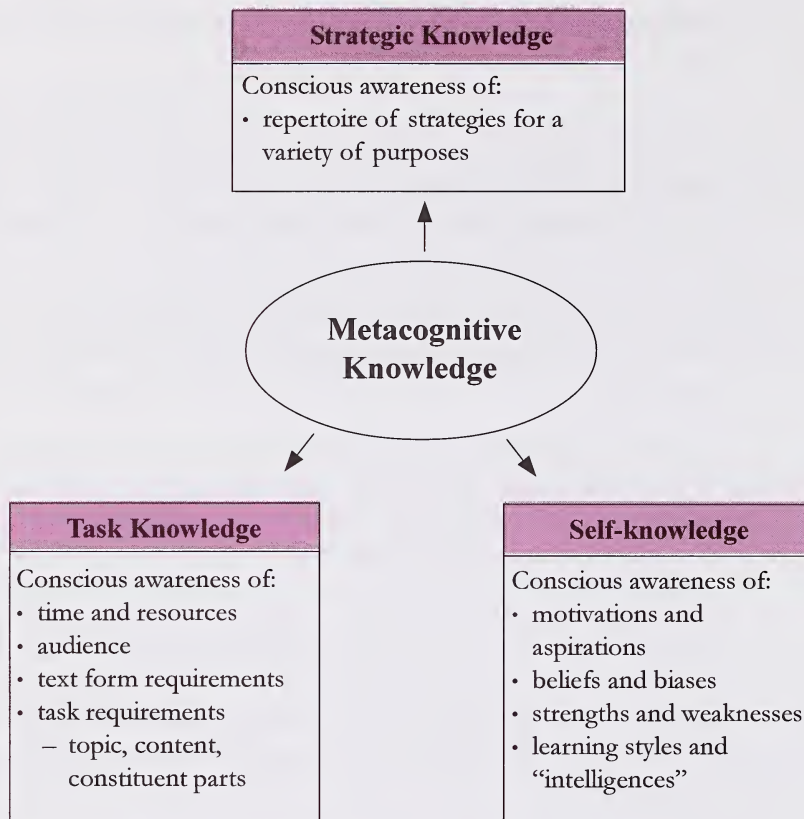 Strategic Knowledge
Conscious awareness of:
• repertoire of strategies for a
variety of purposes
Metacognitive
Knowledge
Task Knowledge
Conscious awareness of:
• time and resources
• audience
• text form requirements
• task requirements
– topic, content,
constituent parts
Self-knowledge
Conscious awareness of:
• motivations and
aspirations
• beliefs and biases
• strengths and weaknesses
• learning styles and
“intelligences”